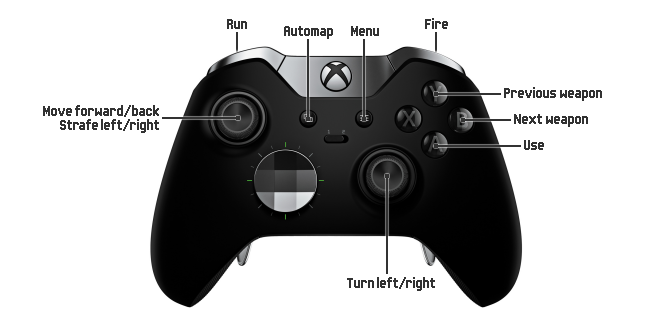 Run
Automap
Menu
Fire
Previous weapon
Move forward/back
Strafe left/right
X
B
Next weapon
A
Use
Turn left/right